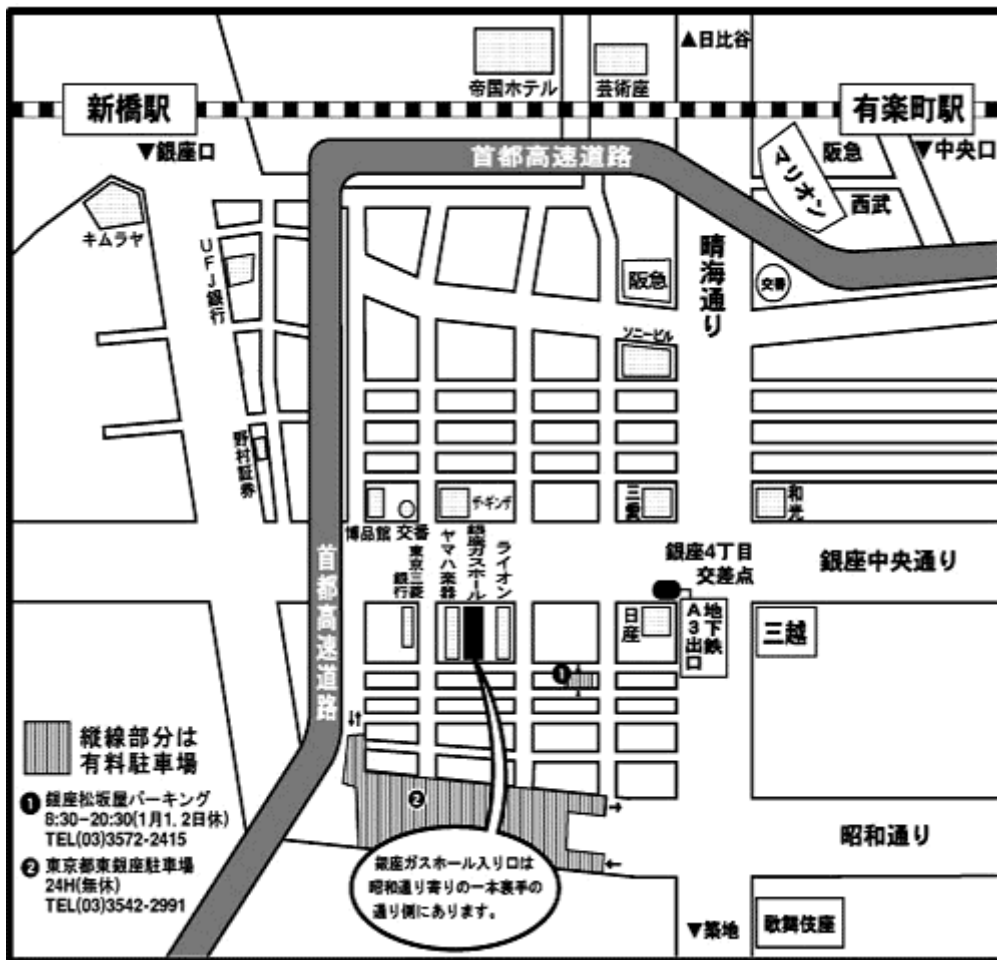 帝国ホテル
芸術座
▲日比谷
新橋駅
有楽町駅
▼銀座口
首都高速道路
マリオン
阪急
▼中央口
西武
キムラヤ
UFJ銀行
阪急
晴海通り
交番
ソニービル
野村証券
博品館
交番
ザ・ギンザ
三愛
和光
首都高速道路
東京三菱銀行
ヤマハ楽器
銀座ガスホール
ライオン
銀座4丁目
交差点
銀座中央通り
日産
地下鉄
A3出口
三越
❶
縦線部分は
有料駐車場
❶ 銀座松坂屋パーキング
8:30−20:30(1月1. 2日休)
TEL(03)3572-2415
❷ 東京都東銀座駐車場
24H(無休)
TEL(03)3542-2991
❷
昭和通り
銀座ガスホール入り口は
昭和通り寄りの一本裏手の
通り側にあります。
▼築地
歌舞伎座